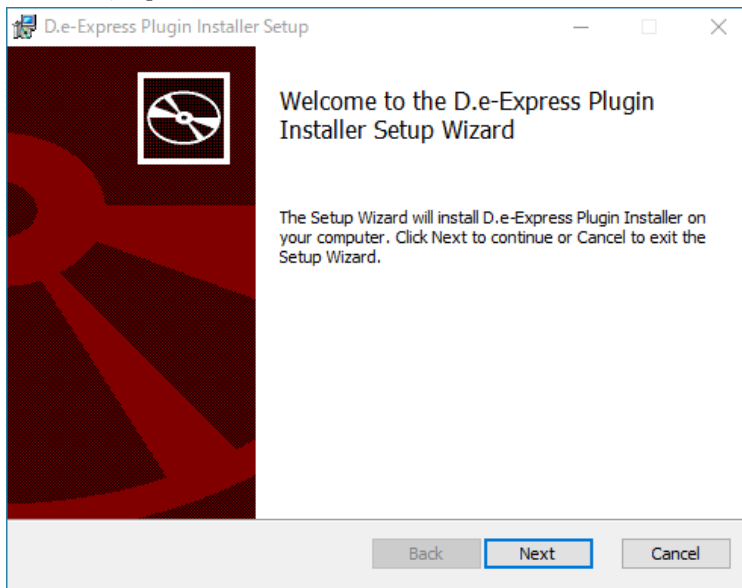 D.e-Express Plugin Installer Setup
Welcome to the D.e-Express Plugin
Installer Setup Wizard
The Setup Wizard will install D.e-Express Plugin Installer on
your computer. Click Next to continue or Cancel to exit the
Setup Wizard.
Back Next Cancel